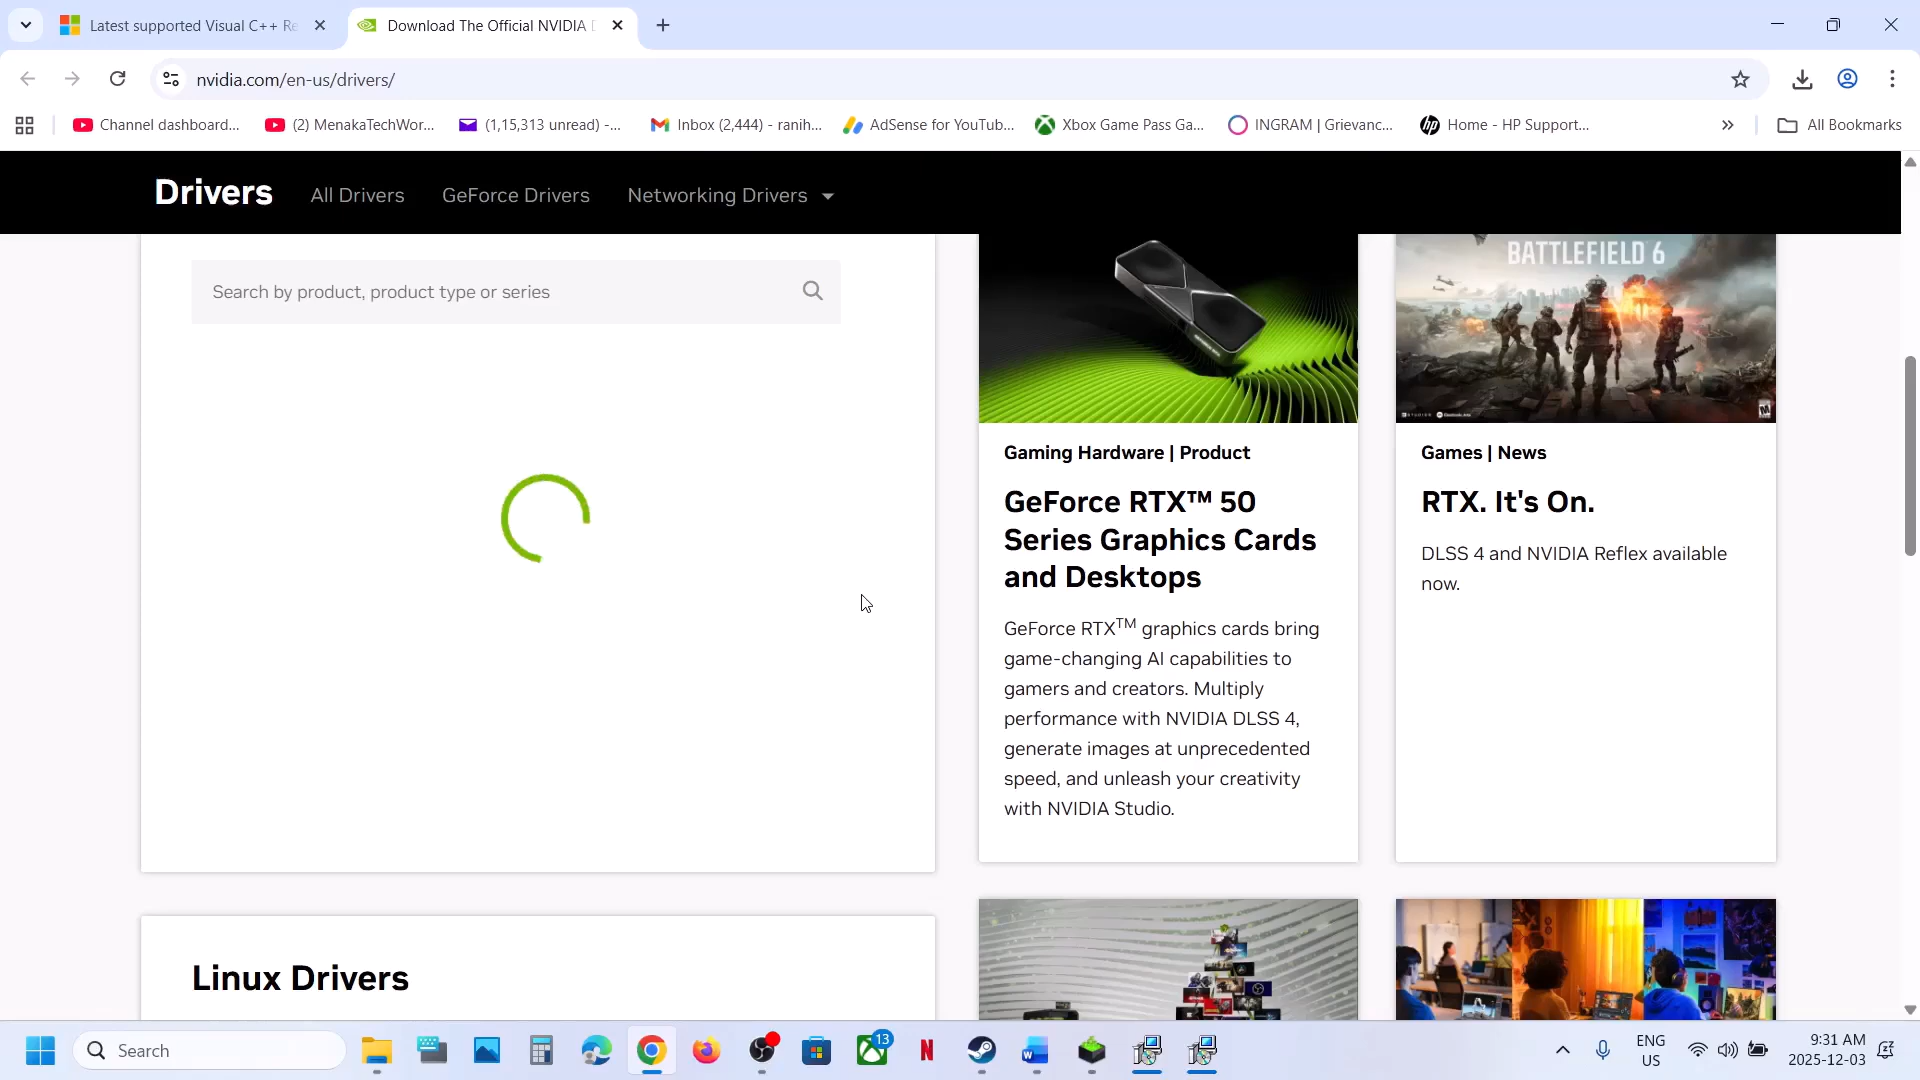 Latest supported Visual C++ Re
Download The Official NVIDIA D
nvidia.com/en-us/drivers/
Channel dashboard...
(2) MenakaTechWor...
(1,15,313 unread) -...
Inbox (2,444) - ranih...
AdSense for YouTub...
Xbox Game Pass Ga...
INGRAM | Grievanc...
Home - HP Support...
All Bookmarks
Drivers
All Drivers
GeForce Drivers
Networking Drivers
Search by product, product type or series
BATTLEFIELD 6
Gaming Hardware | Product
GeForce RTX™ 50
Series Graphics Cards
and Desktops
GeForce RTXTM graphics cards bring
game-changing AI capabilities to
gamers and creators. Multiply
performance with NVIDIA DLSS 4,
generate images at unprecedented
speed, and unleash your creativity
with NVIDIA Studio.
Games | News
RTX. It's On.
DLSS 4 and NVIDIA Reflex available
now.
Linux Drivers
Search
13
ENG
US
9:31 AM
2025-12-03